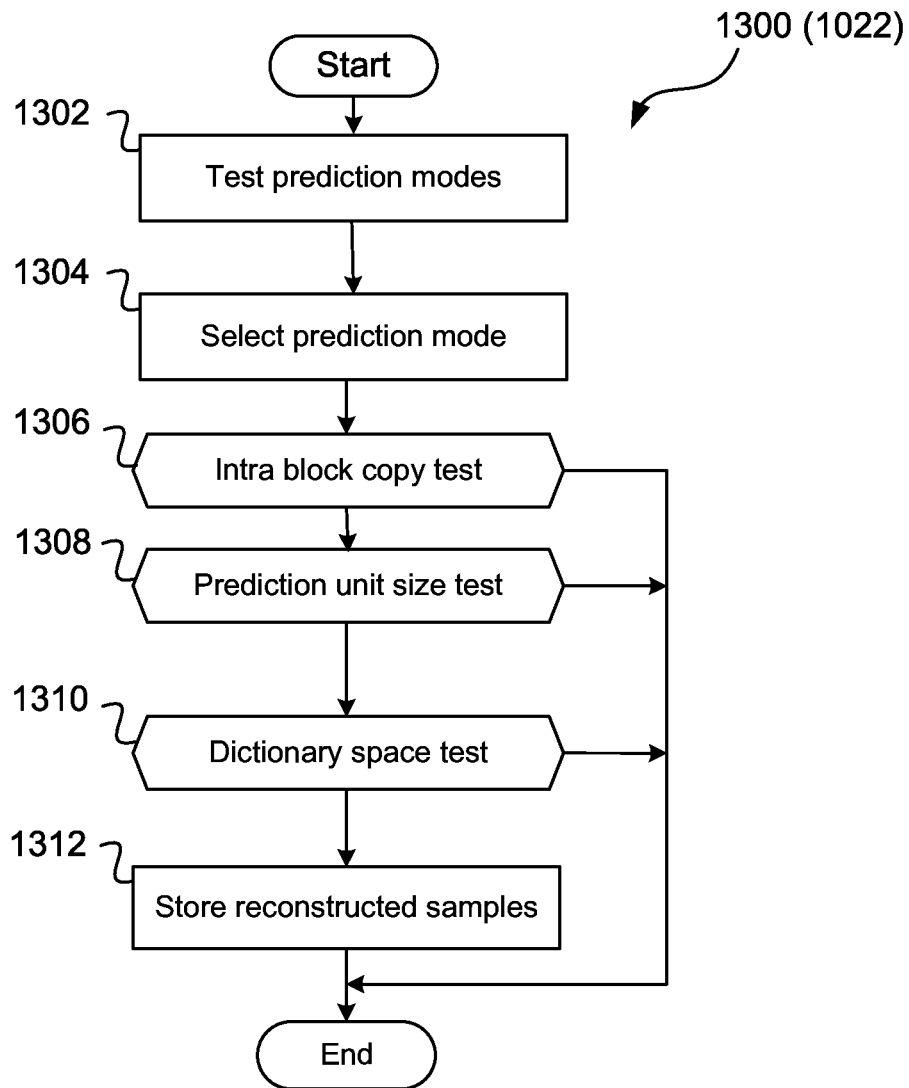 1300 (1022)
Start
1302
Test prediction modes
1304
Select prediction mode
1306
Intra block copy test
1308
Prediction unit size test
1310
Dictionary space test
1312
Store reconstructed samples
End